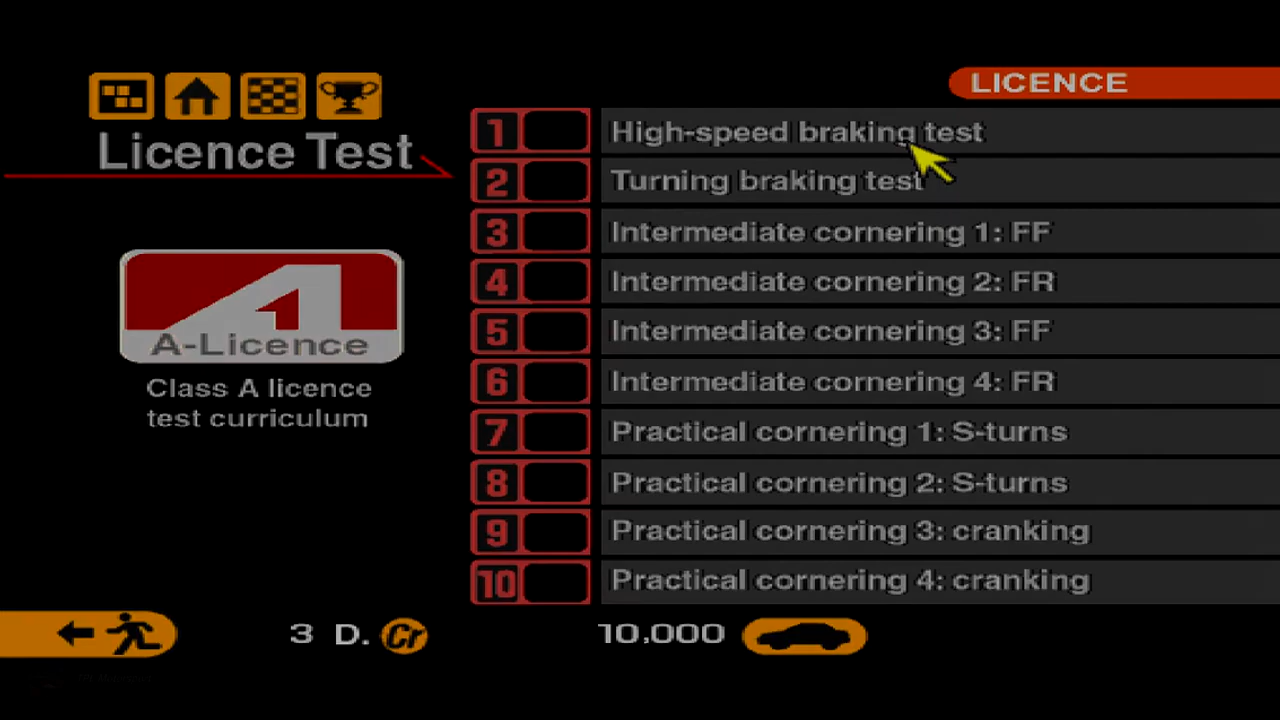 LICENCE
Licence Test
A-Licence
Class A licence
test curriculum
1 High-speed braking test
2 Turning braking test
3 Intermediate cornering 1: FF
4 Intermediate cornering 2: FR
5 Intermediate cornering 3: FF
6 Intermediate cornering 4: FR
7 Practical cornering 1: S-turns
8 Practical cornering 2: S-turns
9 Practical cornering 3: cranking
10 Practical cornering 4: cranking
3 D. Cr 10,000